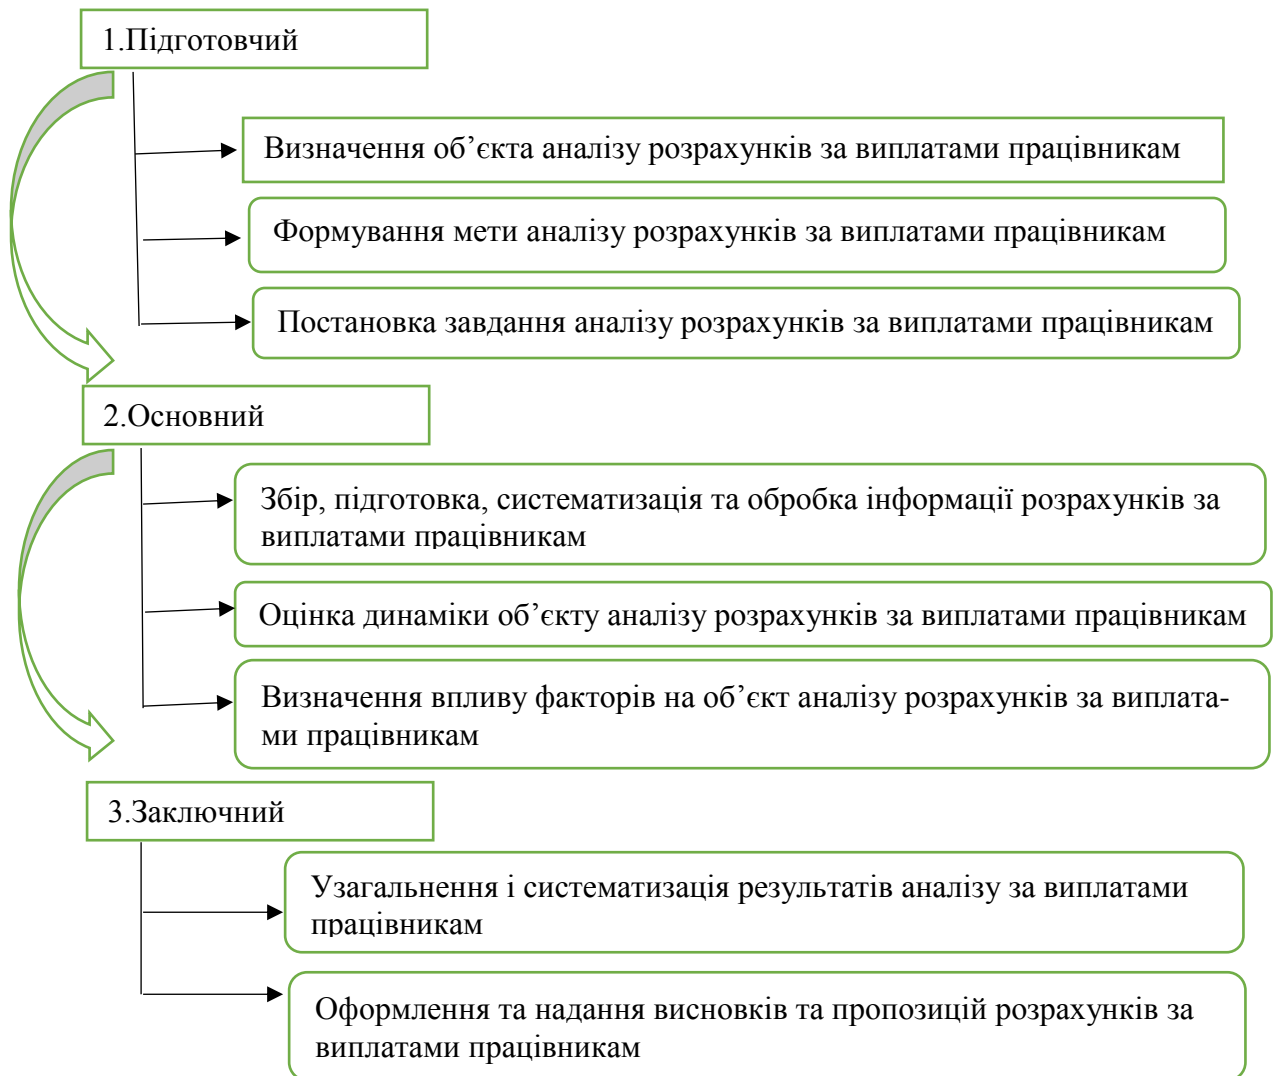 1.Підготовчий
Визначення об’єкта аналізу розрахунків за виплатами працівникам
Формування мети аналізу розрахунків за виплатами працівникам
Постановка завдання аналізу розрахунків за виплатами працівникам
2.Основний
Збір, підготовка, систематизація та обробка інформації розрахунків за
виплатами працівникам
Оцінка динаміки об’єкту аналізу розрахунків за виплатами працівникам
Визначення впливу факторів на об’єкт аналізу розрахунків за виплата-
ми працівникам
3.Заключний
Узагальнення і систематизація результатів аналізу за виплатами
працівникам
Оформлення та надання висновків та пропозицій розрахунків за
виплатами працівникам